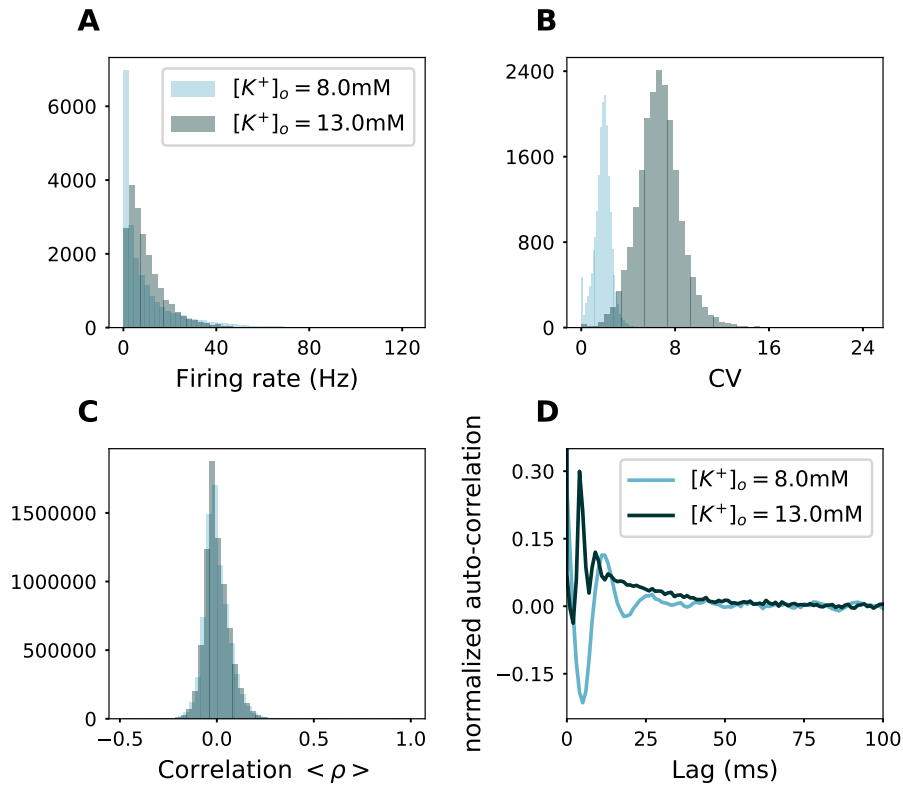 A
[K⁺]ₒ = 8.0mM
[K⁺]ₒ = 13.0mM
6000
4000
2000
0
0 40 80 120
Firing rate (Hz)
B
2400
1600
800
0
0 8 16 24
CV
C
1500000
1000000
500000
0
−0.5 0.0 0.5 1.0
Correlation < ρ >
D
normalized auto-correlation
[K⁺]ₒ = 8.0mM
[K⁺]ₒ = 13.0mM
0.30
0.15
0.00
−0.15
0 25 50 75 100
Lag (ms)